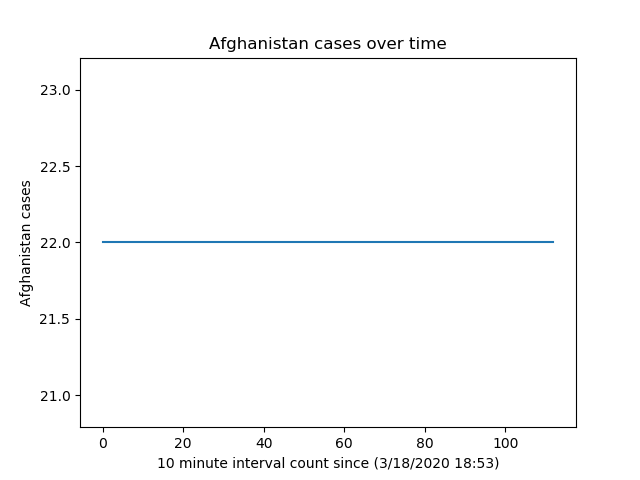 Afghanistan cases over time
23.0
22.5
22.0
21.5
21.0
Afghanistan cases
0 20 40 60 80 100
10 minute interval count since (3/18/2020 18:53)